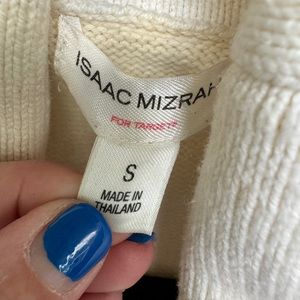 ISAAC MIZRAH
FOR TARGET
S
MADE IN
THAILAND